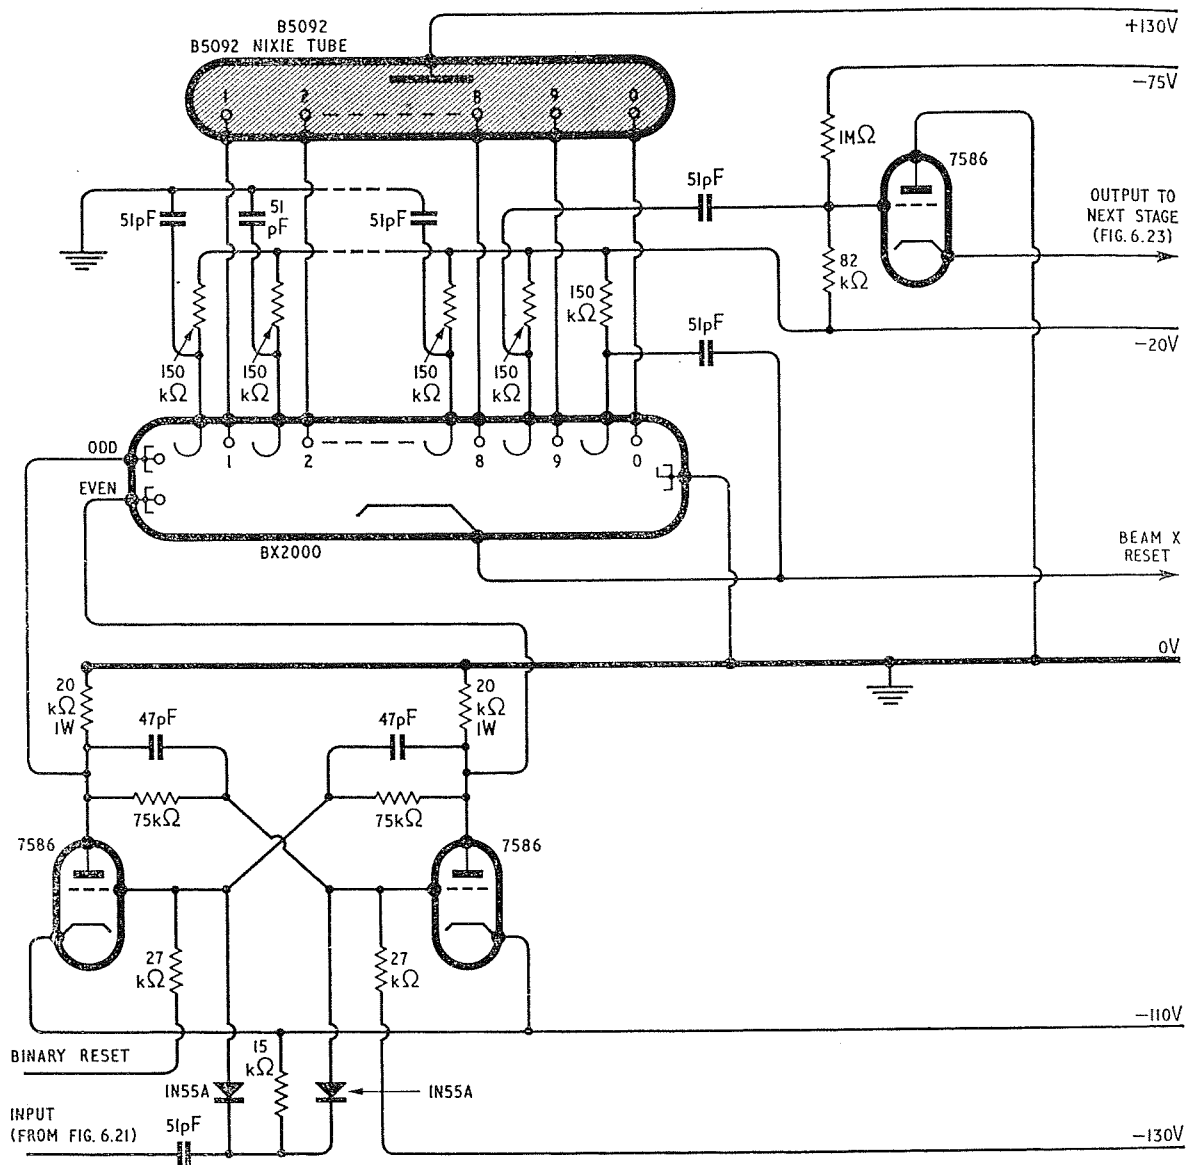 B5092
B5092 NIXIE TUBE
+130V
-75V
1 2 8 9 0
1MΩ
7586
51pF
OUTPUT TO
NEXT STAGE
(FIG. 6.23)
51pF
51
pF
51pF
82
kΩ
150
kΩ
51pF
-20V
150
kΩ
150
kΩ
150
kΩ
150
kΩ
ODD
1 2 8 9 0
EVEN
BX2000
BEAM X
RESET
0V
20
kΩ
1W
47pF
47pF
20
kΩ
1W
75kΩ
75kΩ
7586
7586
27
kΩ
27
kΩ
-110V
BINARY RESET
15
kΩ
1N55A
1N55A
INPUT
(FROM FIG. 6.21)
51pF
-130V